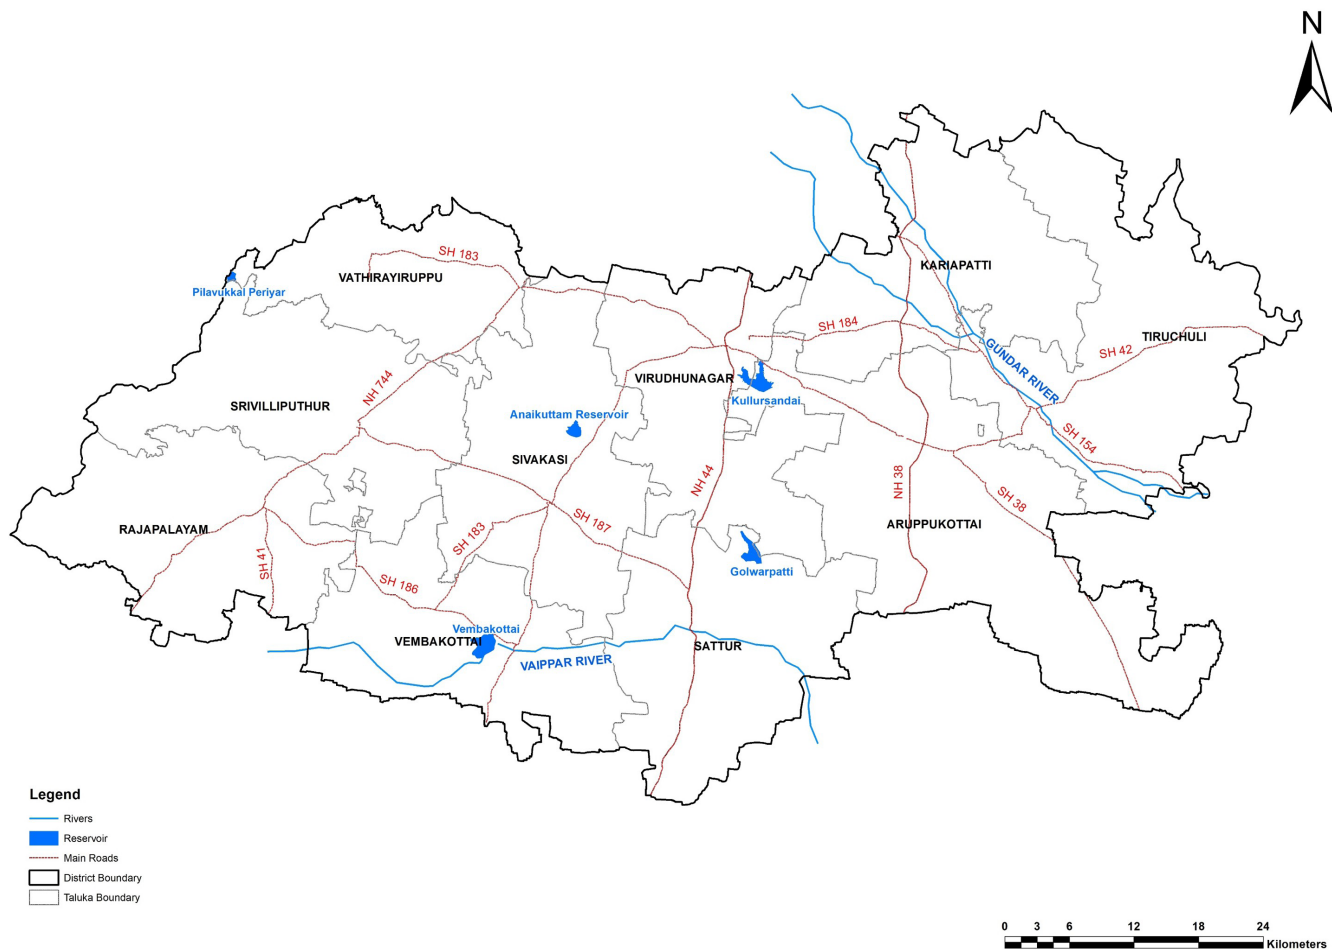 N
SH 183
VATHIRAYIRUPPU
KARIAPATTI
Pilavukkal Periyar
SH 184
TIRUCHULI
SH 42
GUNDAR RIVER
NH 744
VIRUDHUNAGAR
Kullursandai
SRIVILLIPUTHUR
Anaikuttam Reservoir
SH 154
SIVAKASI
NH 44
NH 38
SH 38
RAJAPALAYAM
SH 187
SH 183
ARUPPUKOTTAI
SH 41
Golwarpatti
SH 186
Vembakottai
VEMBAKOTTAI
SATTUR
VAIPPAR RIVER
Legend
Rivers
Reservoir
Main Roads
District Boundary
Taluka Boundary
0 3 6 12 18 24
Kilometers